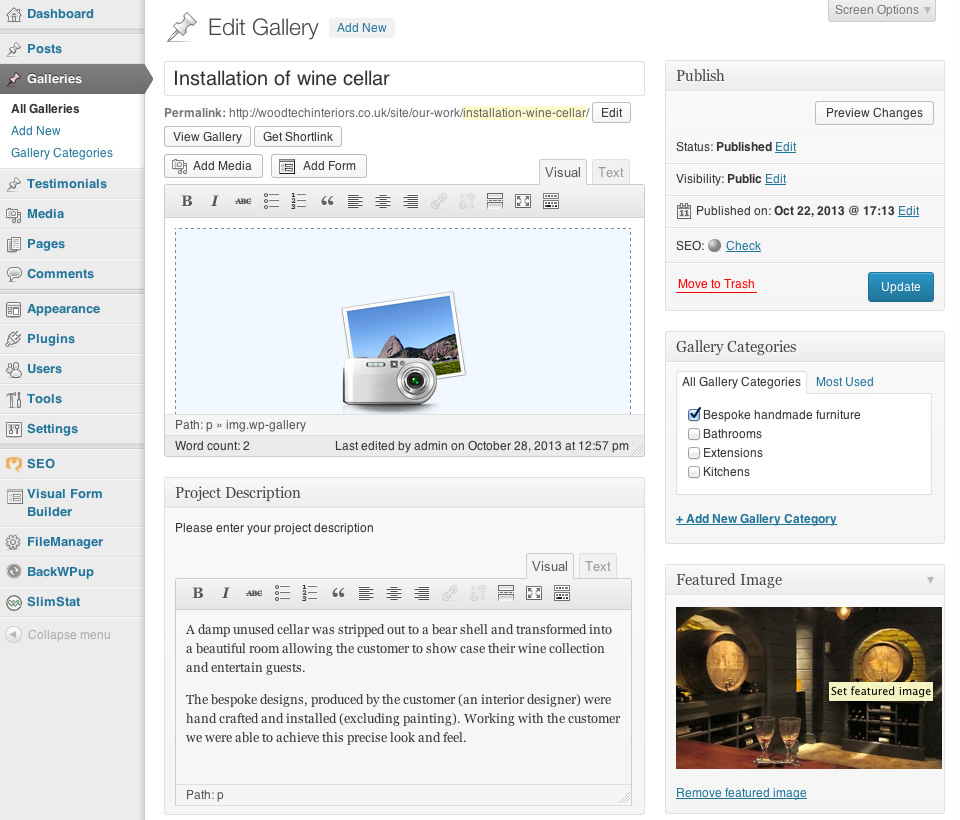 Dashboard
Posts
Galleries
All Galleries
Add New
Gallery Categories
Testimonials
Media
Pages
Comments
Appearance
Plugins
Users
Tools
Settings
SEO
Visual Form
Builder
FileManager
BackWPup
SlimStat
Collapse menu
Screen Options
Edit Gallery Add New
Installation of wine cellar
Permalink: http://woodtechinteriors.co.uk/site/our-work/installation-wine-cellar/ Edit
View Gallery Get Shortlink
Add Media Add Form
Visual Text
B I ABC
Path: p » img.wp-gallery
Word count: 2 Last edited by admin on October 28, 2013 at 12:57 pm
Project Description
Please enter your project description
Visual Text
B I ABC
A damp unused cellar was stripped out to a bear shell and transformed into
a beautiful room allowing the customer to show case their wine collection
and entertain guests.
The bespoke designs, produced by the customer (an interior designer) were
hand crafted and installed (excluding painting). Working with the customer
we were able to achieve this precise look and feel.
Path: p
Publish
Preview Changes
Status: Published Edit
Visibility: Public Edit
11 Published on: Oct 22, 2013 @ 17:13 Edit
SEO: Check
Move to Trash Update
Gallery Categories
All Gallery Categories Most Used
Bespoke handmade furniture
Bathrooms
Extensions
Kitchens
+ Add New Gallery Category
Featured Image
Set featured image
Remove featured image